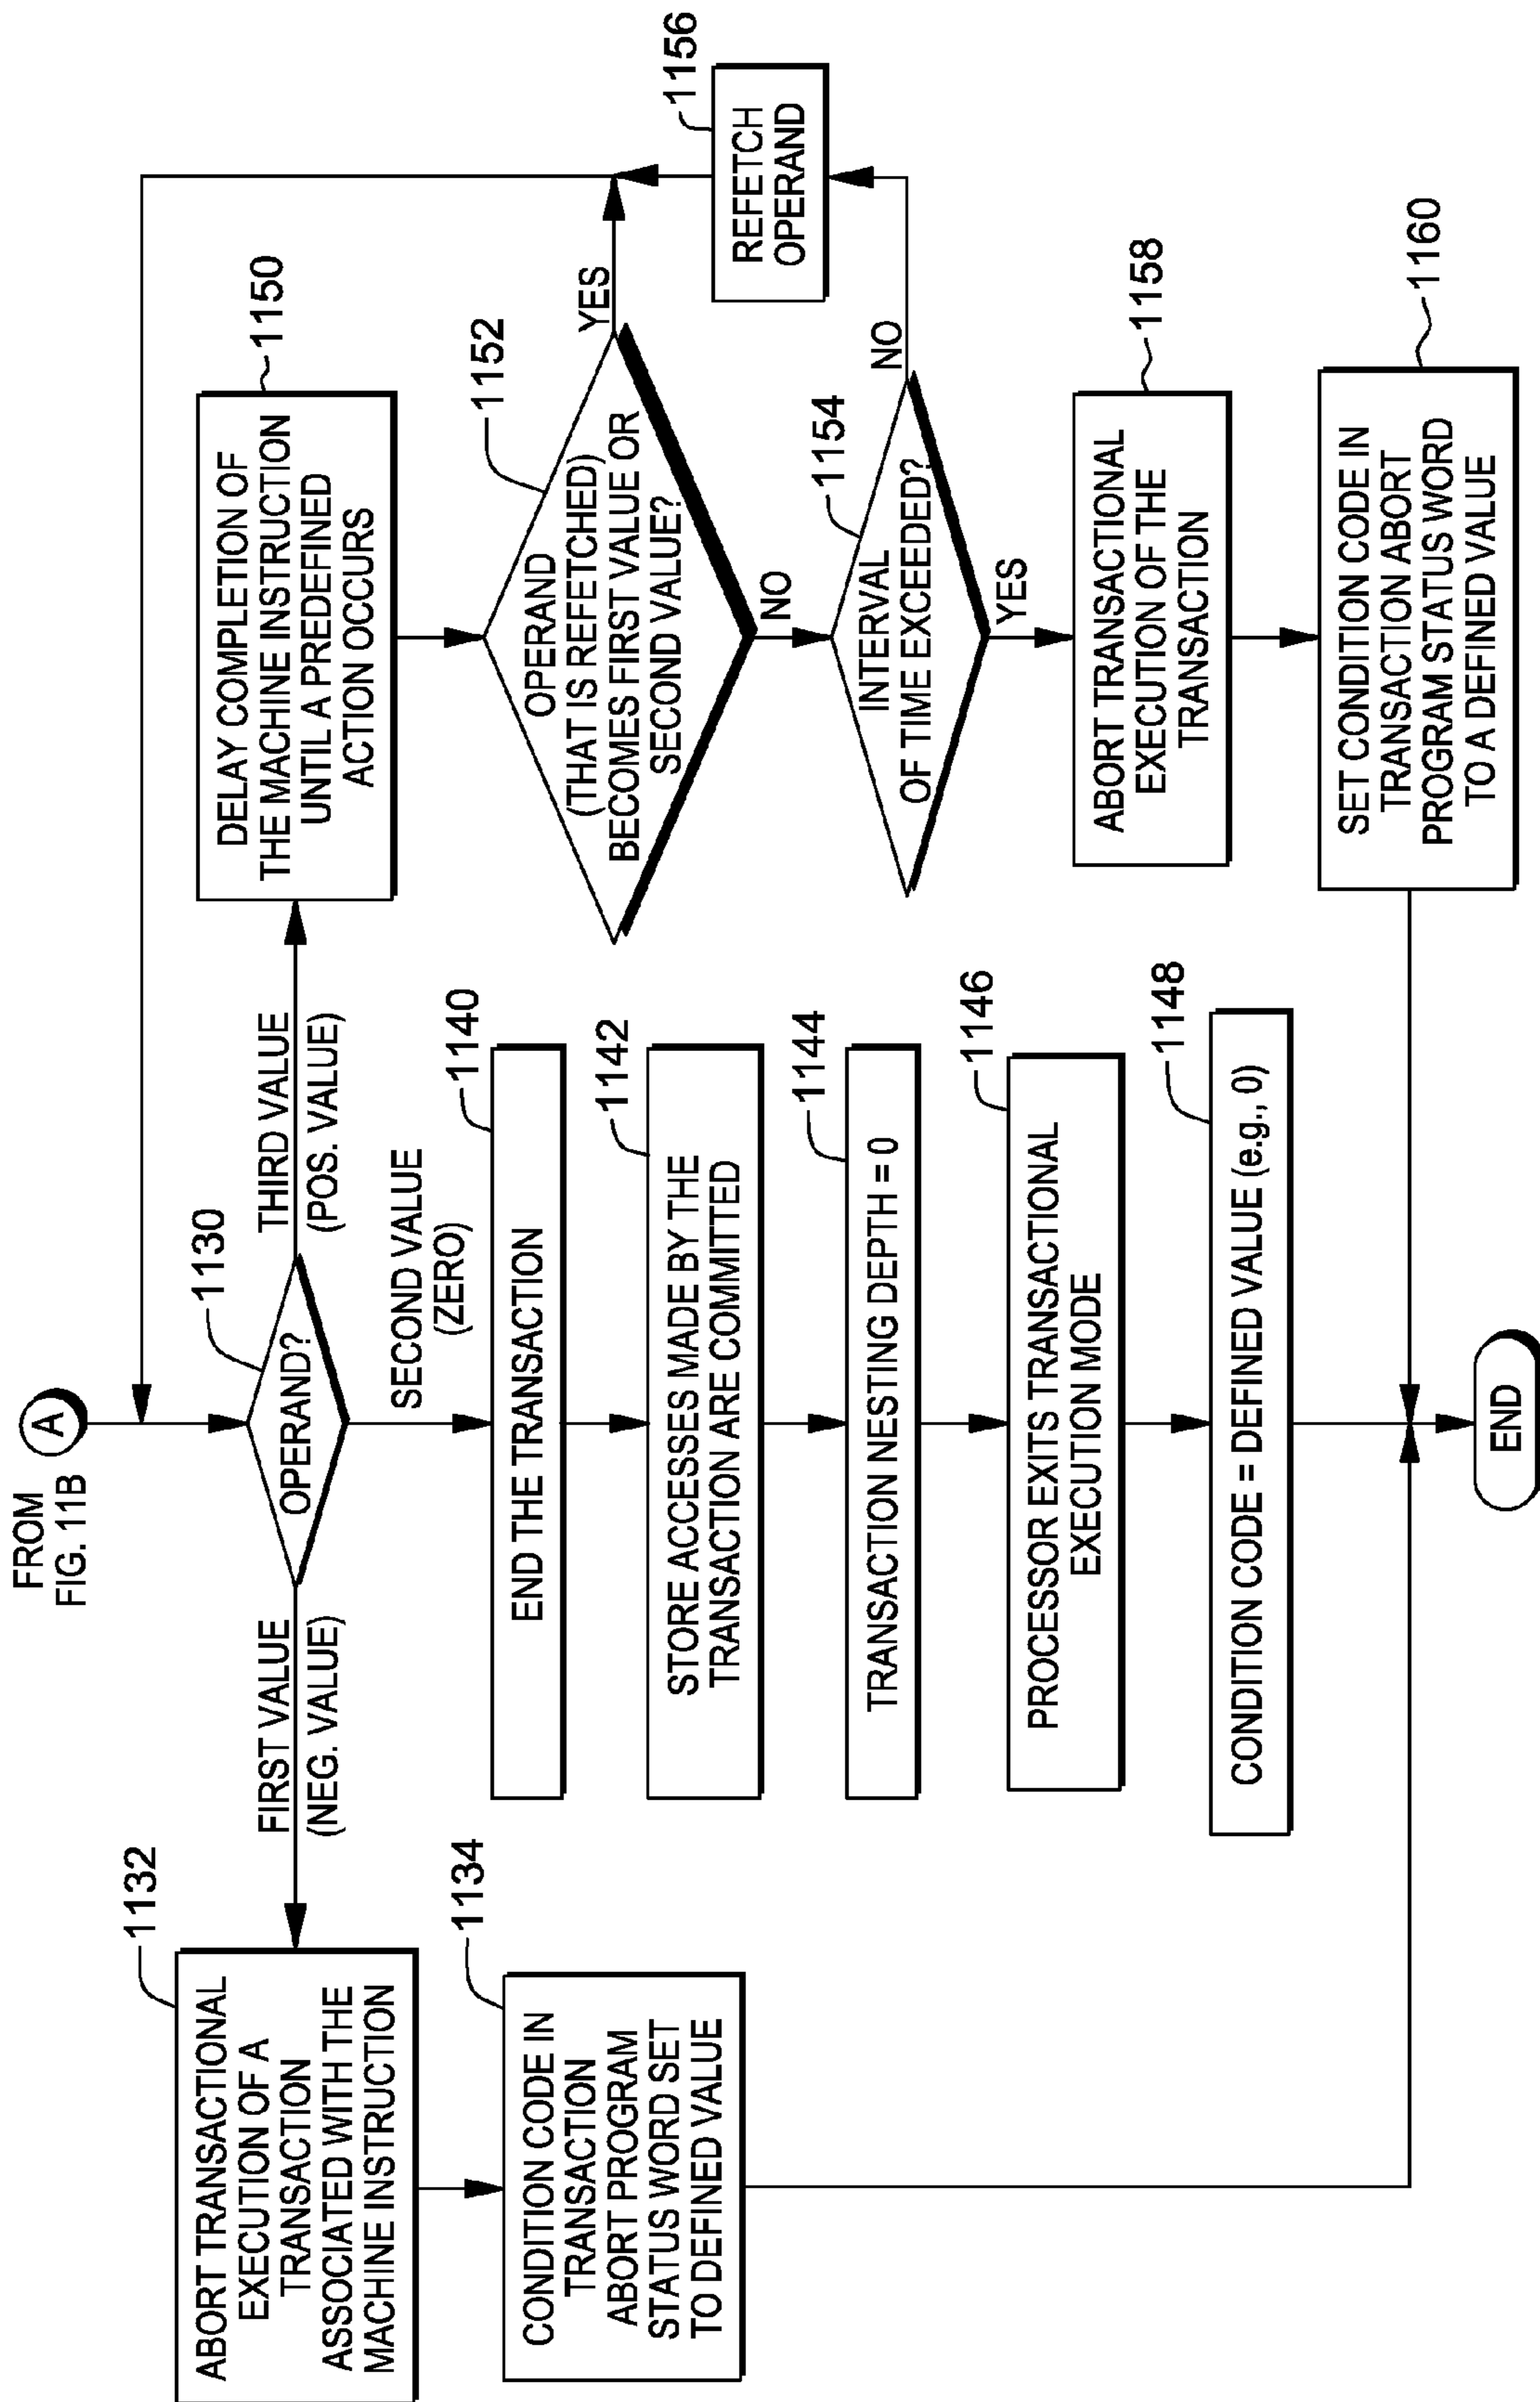 FROM
FIG. 11B
A
1130
OPERAND?
FIRST VALUE
(NEG. VALUE)
1132
ABORT TRANSACTIONAL
EXECUTION OF A
TRANSACTION
ASSOCIATED WITH THE
MACHINE INSTRUCTION
1134
CONDITION CODE IN
TRANSACTION
ABORT PROGRAM
STATUS WORD SET
TO DEFINED VALUE
SECOND VALUE
(ZERO)
1140
END THE TRANSACTION
1142
STORE ACCESSES MADE BY THE
TRANSACTION ARE COMMITTED
1144
TRANSACTION NESTING DEPTH = 0
1146
PROCESSOR EXITS TRANSACTIONAL
EXECUTION MODE
1148
CONDITION CODE = DEFINED VALUE (e.g., 0)
THIRD VALUE
(POS. VALUE)
1150
DELAY COMPLETION OF
THE MACHINE INSTRUCTION
UNTIL A PREDEFINED
ACTION OCCURS
1152
OPERAND
(THAT IS REFETCHED)
BECOMES FIRST VALUE OR
SECOND VALUE?
YES
NO
1154
INTERVAL
OF TIME EXCEEDED?
NO
YES
1156
REFETCH
OPERAND
1158
ABORT TRANSACTIONAL
EXECUTION OF THE
TRANSACTION
1160
SET CONDITION CODE IN
TRANSACTION ABORT
PROGRAM STATUS WORD
TO A DEFINED VALUE
END